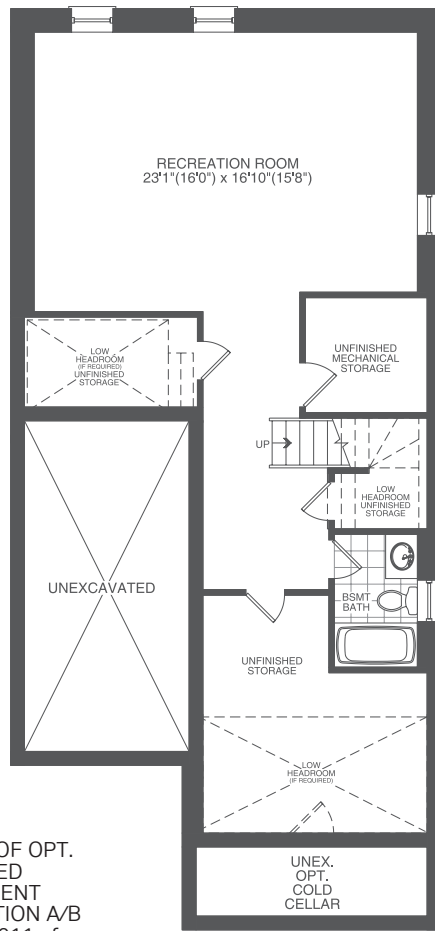 RECREATION ROOM
23'1"(16'0") x 16'10"(15'8")
LOW
HEADROOM
(IF REQUIRED)
UNFINISHED
STORAGE
UNFINISHED
MECHANICAL
STORAGE
UP
LOW
HEADROOM
UNFINISHED
STORAGE
UNEXCAVATED
BSMT
BATH
UNFINISHED
STORAGE
LOW
HEADROOM
(IF REQUIRED)
UNEX.
OPT.
COLD
CELLAR
OF OPT.
ED
ENT
TION A/B